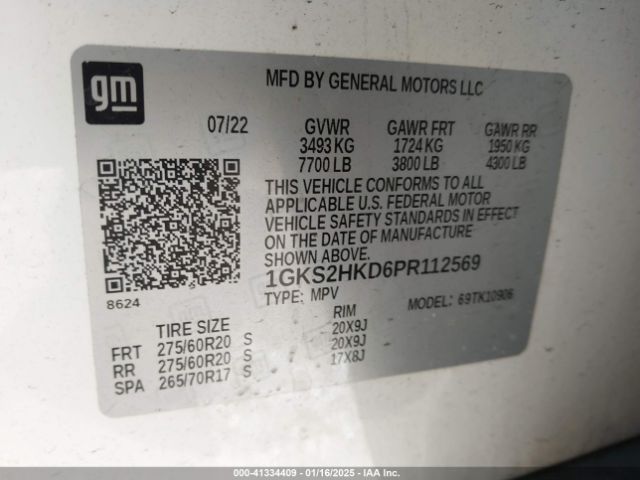 gm
MFD BY GENERAL MOTORS LLC
07/22 GVWR GAWR FRT GAWR RR
3493 KG 1724 KG 1950 KG
7700 LB 3800 LB 4300 LB
THIS VEHICLE CONFORMS TO ALL
APPLICABLE U.S. FEDERAL MOTOR
VEHICLE SAFETY STANDARDS IN EFFECT
ON THE DATE OF MANUFACTURE
SHOWN ABOVE.
1GKS2HKD6PR112569
8624
TYPE: MPV MODEL: 69TK10906
TIRE SIZE RIM
FRT 275/60R20 S 20X9J
RR 275/60R20 S 20X9J
SPA 265/70R17 S 17X8J
000-41334409 - 01/16/2025 - IAA Inc.